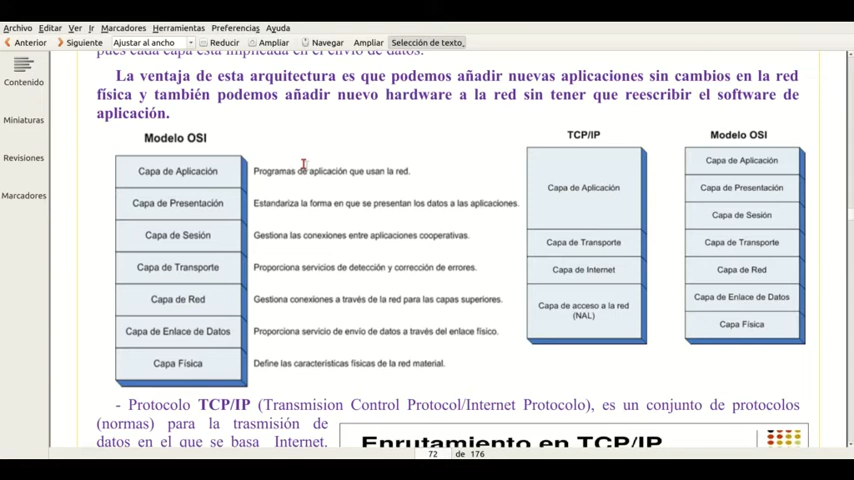 Archivo Editar Ver Ir Marcadores Herramientas Preferencias Ayuda
Anterior Siguiente Ajustar al ancho Reducir Ampliar Navegar Ampliar Selección de texto
pues cada capa está implicada en el envío de datos.
La ventaja de esta arquitectura es que podemos añadir nuevas aplicaciones sin cambios en la red
física y también podemos añadir nuevo hardware a la red sin tener que reescribir el software de
aplicación.
Contenido
Miniaturas
Revisiones
Marcadores
Modelo OSI
Capa de Aplicación Programas de aplicación que usan la red.
Capa de Presentación Estandariza la forma en que se presentan los datos a las aplicaciones.
Capa de Sesión Gestiona las conexiones entre aplicaciones cooperativas.
Capa de Transporte Proporciona servicios de detección y corrección de errores.
Capa de Red Gestiona conexiones a través de la red para las capas superiores.
Capa de Enlace de Datos Proporciona servicio de envío de datos a través del enlace físico.
Capa Física Define las características físicas de la red material.
TCP/IP
Capa de Aplicación
Capa de Transporte
Capa de Internet
Capa de acceso a la red
(NAL)
Modelo OSI
Capa de Aplicación
Capa de Presentación
Capa de Sesión
Capa de Transporte
Capa de Red
Capa de Enlace de Datos
Capa Física
- Protocolo TCP/IP (Transmision Control Protocol/Internet Protocolo), es un conjunto de protocolos
(normas) para la trasmisión de
datos en el que se basa Internet.
Enrutamiento en TCP/IP
72 de 176